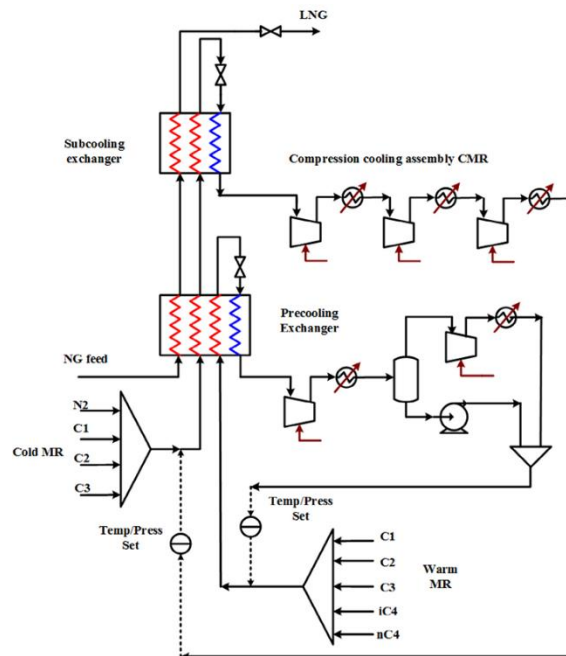 LNG
Subcooling
exchanger
Compression cooling assembly CMR
Precooling
Exchanger
NG feed
N2
C1
Cold MR
C2
C3
Temp/Press
Set
Temp/Press
Set
C1
C2
Warm
MR
C3
iC4
nC4